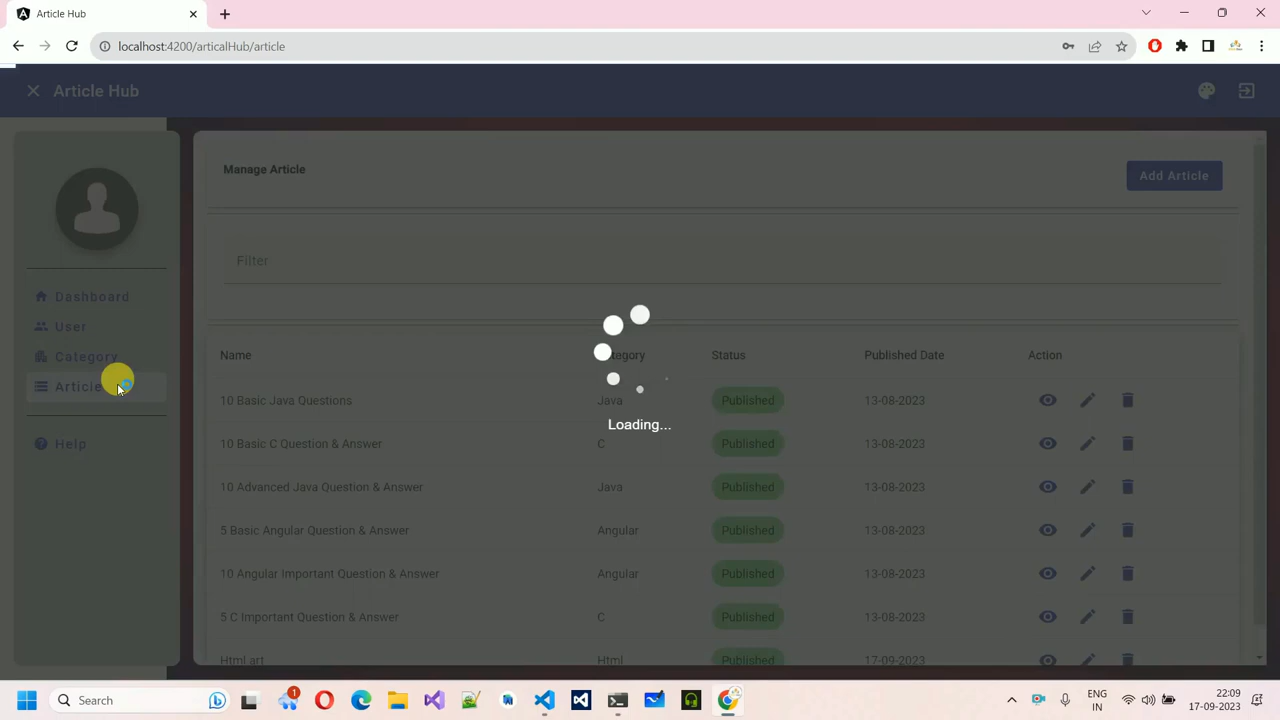 Article Hub
localhost:4200/articalHub/article
Article Hub
Manage Article
Add Article
Filter
Dashboard
User
Category
Article
Help
Name Category Status Published Date Action
10 Basic Java Questions Java Published 13-08-2023
10 Basic C Question & Answer C Published 13-08-2023
10 Advanced Java Question & Answer Java Published 13-08-2023
5 Basic Angular Question & Answer Angular Published 13-08-2023
10 Angular Important Question & Answer Angular Published 13-08-2023
5 C Important Question & Answer C Published 13-08-2023
Html art Html Published 17-09-2023
Loading...
Search
1
ENG
IN
22:09
17-09-2023